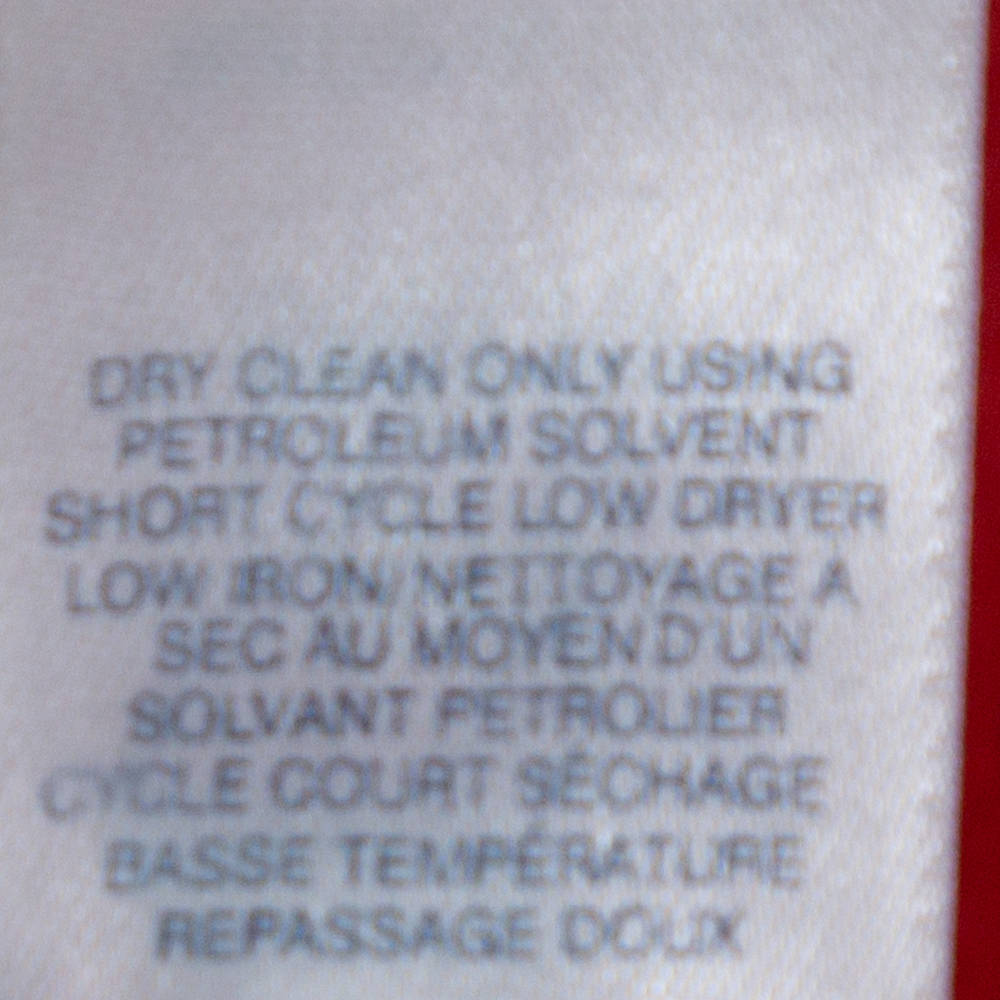 DRY CLEAN ONLY USING
PETROLEUM SOLVENT
SHORT CYCLE LOW DRYER
LOW IRON/NETTOYAGE A
SEC AU MOYEN D'UN
SOLVANT PETROLIER
CYCLE COURT SÉCHAGE
BASSE TEMPÉRATURE
REPASSAGE DOUX